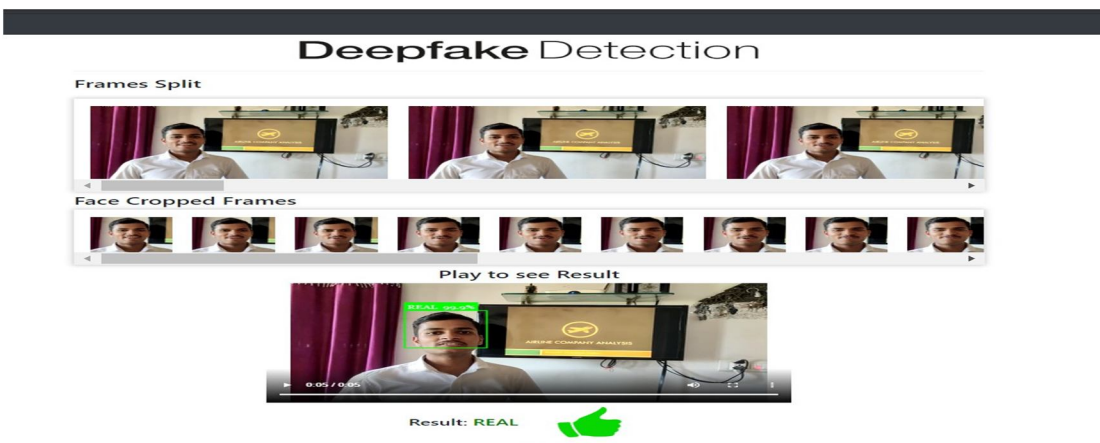 Deepfake Detection
Frames Split
AIRLINE COMPANY ANALYSIS
AIRLINE COMPANY ANALYSIS
AIRLINE COMPANY ANALYSIS
Face Cropped Frames
Play to see Result
REAL 99.9%
AIRLINE COMPANY ANALYSIS
0:05 / 0:05
Result: REAL